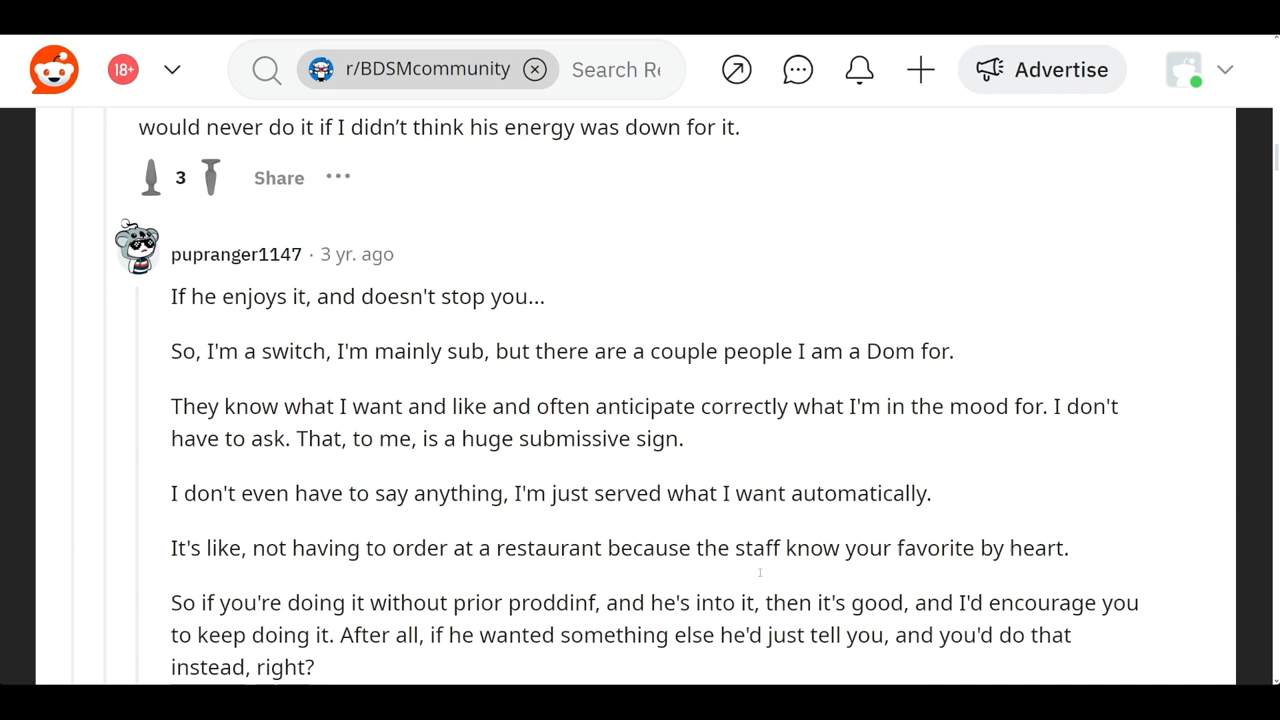 18+
r/BDSMcommunity
Search Re
Advertise
would never do it if I didn’t think his energy was down for it.
3
Share
pupranger1147 · 3 yr. ago
If he enjoys it, and doesn't stop you...
So, I'm a switch, I'm mainly sub, but there are a couple people I am a Dom for.
They know what I want and like and often anticipate correctly what I'm in the mood for. I don't
have to ask. That, to me, is a huge submissive sign.
I don't even have to say anything, I'm just served what I want automatically.
It's like, not having to order at a restaurant because the staff know your favorite by heart.
So if you're doing it without prior proddinf, and he's into it, then it's good, and I'd encourage you
to keep doing it. After all, if he wanted something else he'd just tell you, and you'd do that
instead, right?